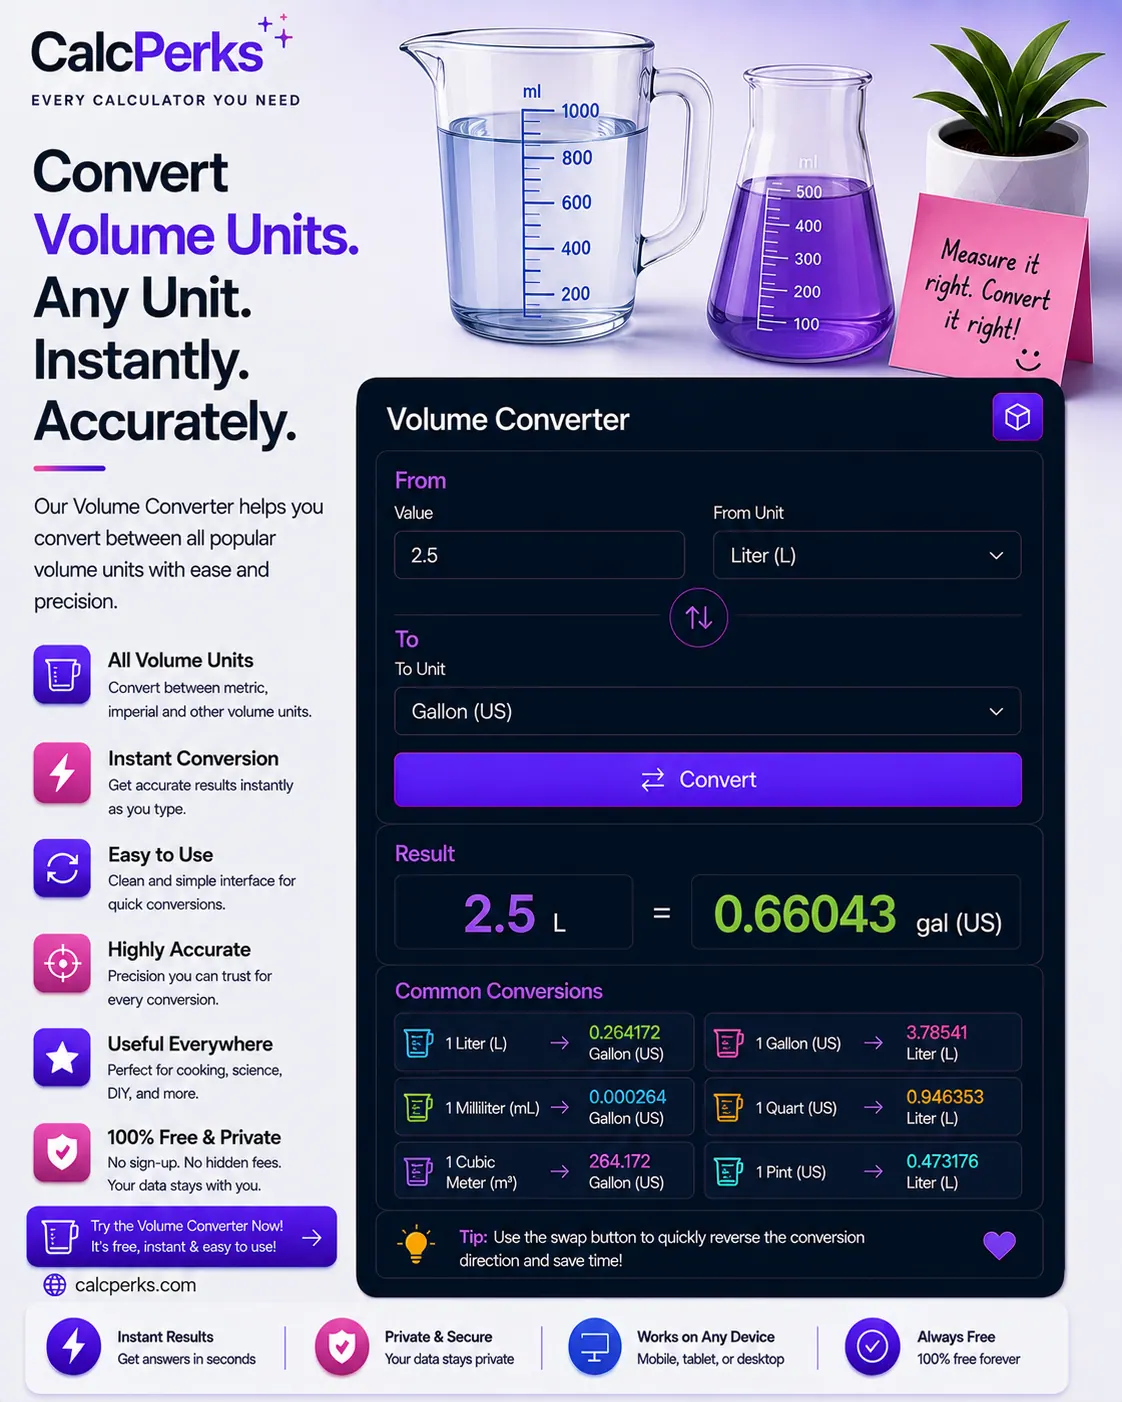 CalcPerks
EVERY CALCULATOR YOU NEED
Convert
Volume Units.
Any Unit.
Instantly.
Accurately.
Our Volume Converter helps you
convert between all popular
volume units with ease and
precision.
All Volume Units
Convert between metric,
imperial and other volume units.
Instant Conversion
Get accurate results instantly
as you type.
Easy to Use
Clean and simple interface for
quick conversions.
Highly Accurate
Precision you can trust for
every conversion.
Useful Everywhere
Perfect for cooking, science,
DIY, and more.
100% Free & Private
No sign-up. No hidden fees.
Your data stays with you.
Try the Volume Converter Now!
It's free, instant & easy to use!
calcperks.com
ml
1000
800
600
400
200
ml
500
400
300
200
100
Measure it
right. Convert
it right!
Volume Converter
From
Value
From Unit
2.5
Liter (L)
To
To Unit
Gallon (US)
Convert
Result
2.5 L = 0.66043 gal (US)
Common Conversions
1 Liter (L)
0.264172
Gallon (US)
1 Gallon (US)
3.78541
Liter (L)
1 Milliliter (mL)
0.000264
Gallon (US)
1 Quart (US)
0.946353
Liter (L)
1 Cubic
Meter (m³)
264.172
Gallon (US)
1 Pint (US)
0.473176
Liter (L)
Tip: Use the swap button to quickly reverse the conversion
direction and save time!
Instant Results
Get answers in seconds
Private & Secure
Your data stays private
Works on Any Device
Mobile, tablet, or desktop
Always Free
100% free forever